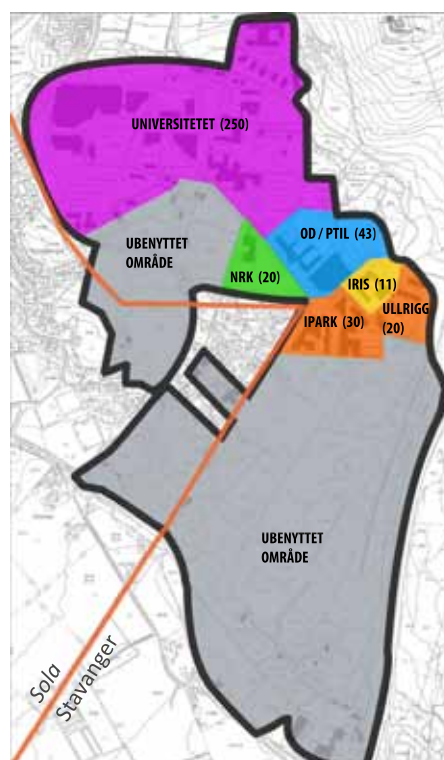 UNIVERSITETET (250)
OD / PTIL (43)
UBENYTTET
OMRÅDE
NRK (20)
IRIS (11)
ULLRIGG
(20)
IPARK (30)
UBENYTTET
OMRÅDE
Sola
Stavanger